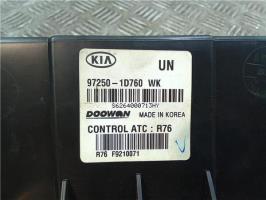 KIA UN
97250-1D760 WK
S6264000713HY
DOOWON MADE IN KOREA
CONTROL ATC : R76
R76 F9210071